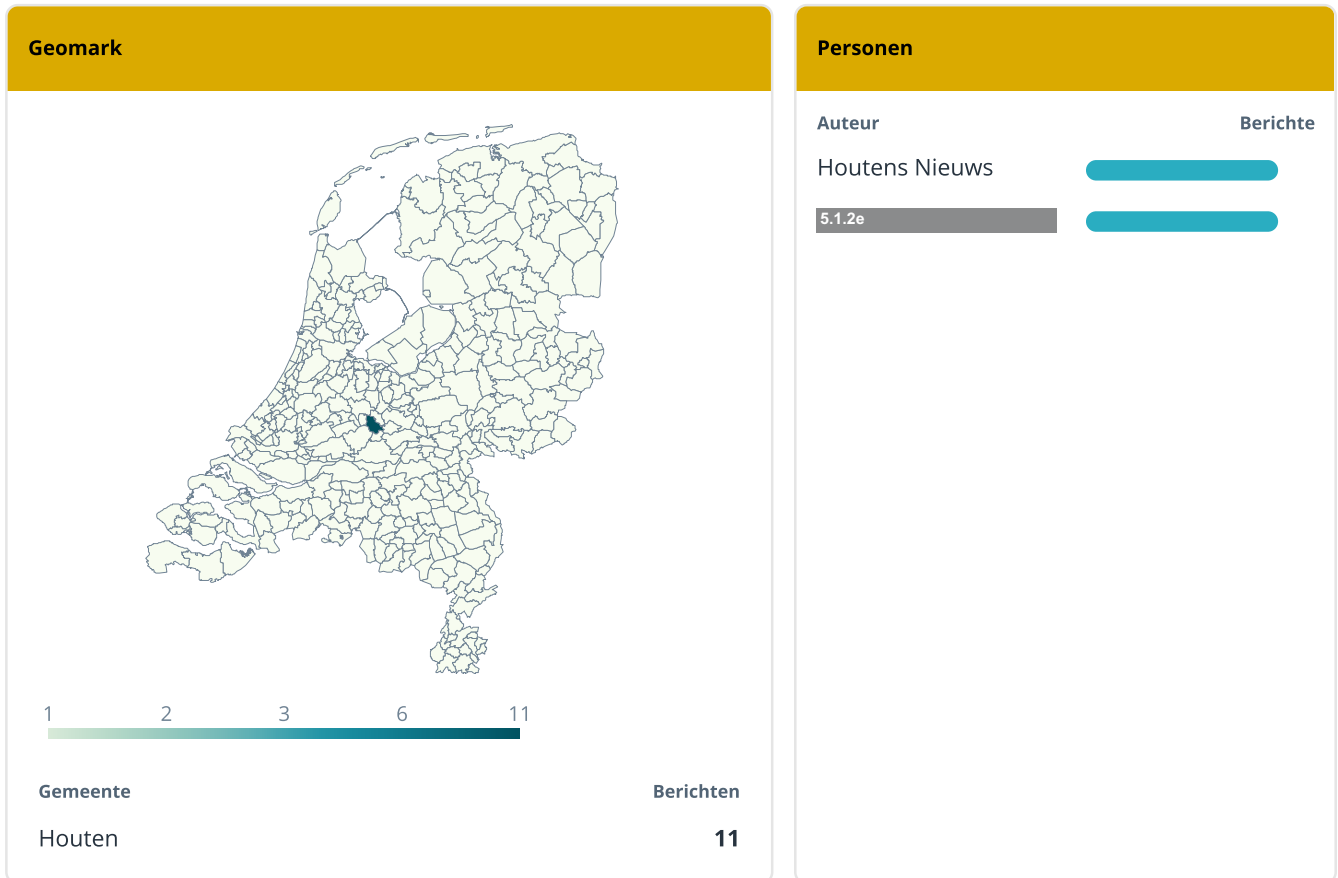 Geomark
1 2 3 6 11
Gemeente Berichten
Houten 11
Personen
Auteur Berichte
Houtens Nieuws
5.1.2e